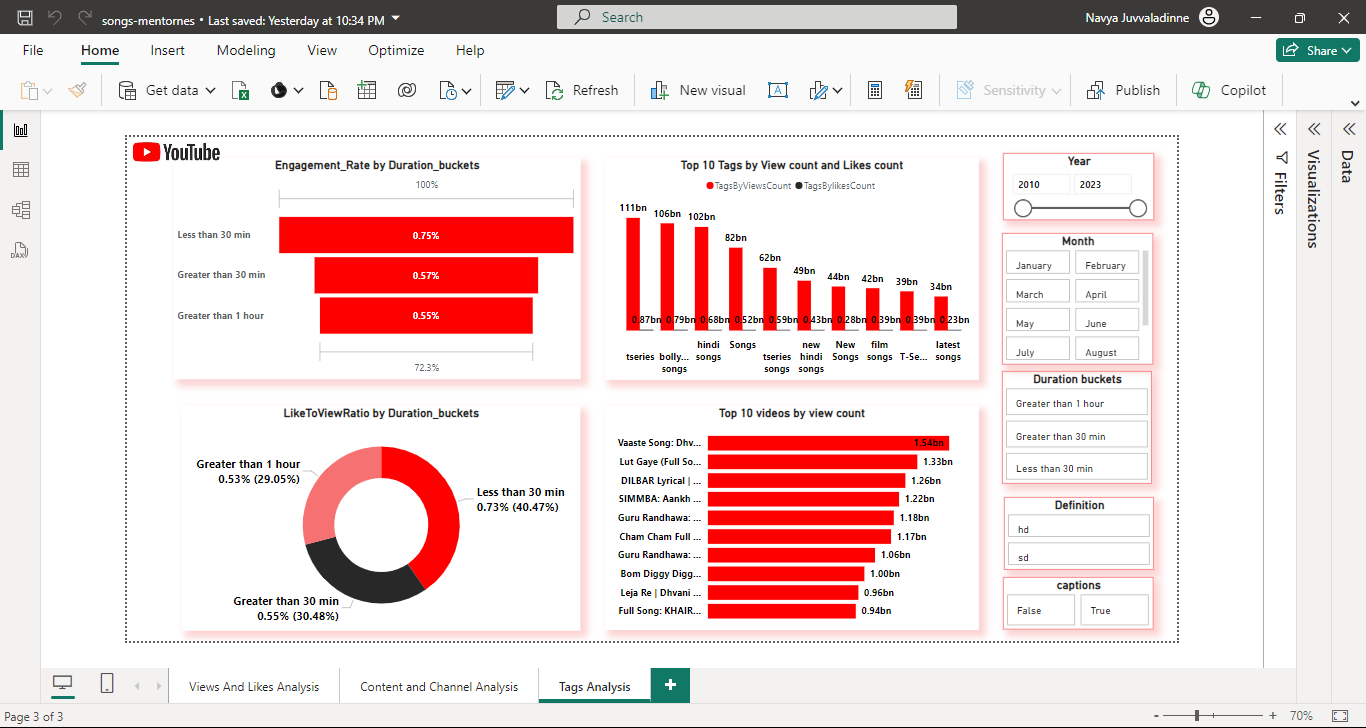 songs-mentornes • Last saved: Yesterday at 10:34 PM
Search
Navya Juvvaladinne
File Home Insert Modeling View Optimize Help
Share
Get data
Refresh
New visual
Sensitivity
Publish
Copilot
DAX
YouTube
Engagement_Rate by Duration_buckets
100%
Less than 30 min 0.75%
Greater than 30 min 0.57%
Greater than 1 hour 0.55%
72.3%
Top 10 Tags by View count and Likes count
TagsByViewsCount TagsBylikesCount
111bn 106bn 102bn 82bn 62bn 49bn 44bn 42bn 39bn 34bn
0.87bn 0.79bn 0.68bn 0.52bn 0.59bn 0.43bn 0.28bn 0.39bn 0.39bn 0.23bn
tseries
bolly...
songs
hindi
songs
Songs
tseries
songs
new
hindi
songs
New
Songs
film
songs
T-Se...
latest
songs
LikeToViewRatio by Duration_buckets
Greater than 1 hour
0.53% (29.05%)
Less than 30 min
0.73% (40.47%)
Greater than 30 min
0.55% (30.48%)
Top 10 videos by view count
Vaaste Song: Dhv... 1.54bn
Lut Gaye (Full So... 1.33bn
DILBAR Lyrical | ... 1.26bn
SIMMBA: Aankh ... 1.22bn
Guru Randhawa: ... 1.18bn
Cham Cham Full ... 1.17bn
Guru Randhawa: ... 1.06bn
Bom Diggy Digg... 1.00bn
Leja Re | Dhvani ... 0.96bn
Full Song: KHAIR... 0.94bn
Year
2010 2023
Month
January February
March April
May June
July August
Duration buckets
Greater than 1 hour
Greater than 30 min
Less than 30 min
Definition
hd
sd
captions
False True
Filters
Visualizations
Data
Views And Likes Analysis
Content and Channel Analysis
Tags Analysis
Page 3 of 3
70%